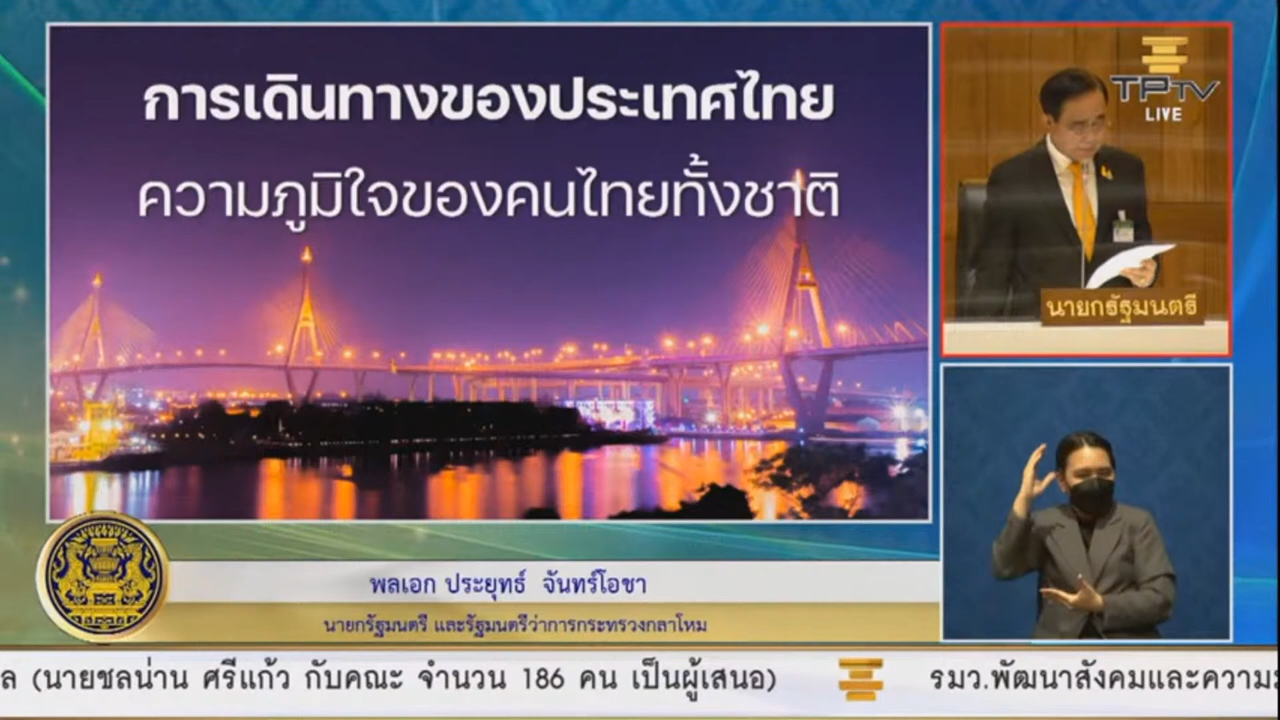 การเดินทางของประเทศไทย
ความภูมิใจของคนไทยทั้งชาติ
TPTV
LIVE
นายกรัฐมนตรี
พลเอก ประยุทธ์ จันทร์โอชา
นายกรัฐมนตรี และรัฐมนตรีว่าการกระทรวงกลาโหม
ล (นายชลน่าน ศรีแก้ว กับคณะ จำนวน 186 คน เป็นผู้เสนอ) รมว.พัฒนาสังคมและความ